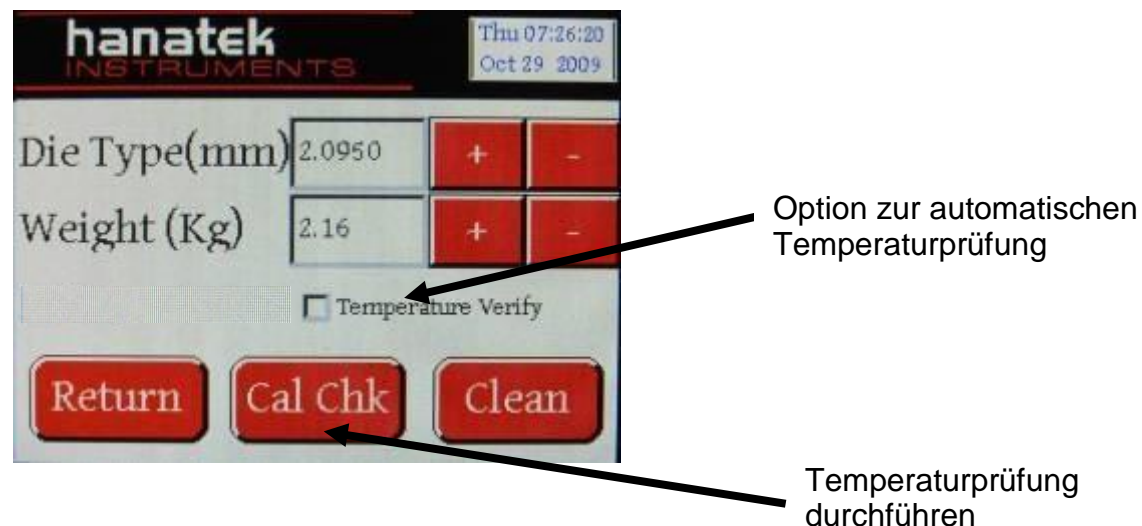 hanatek
INSTRUMENTS
Thu 07:26:20
Oct 29 2009
Die Type(mm) 2.0950 + -
Weight (Kg) 2.16 + -
Temperature Verify
Return Cal Chk Clean
Option zur automatischen
Temperaturprüfung
Temperaturprüfung
durchführen